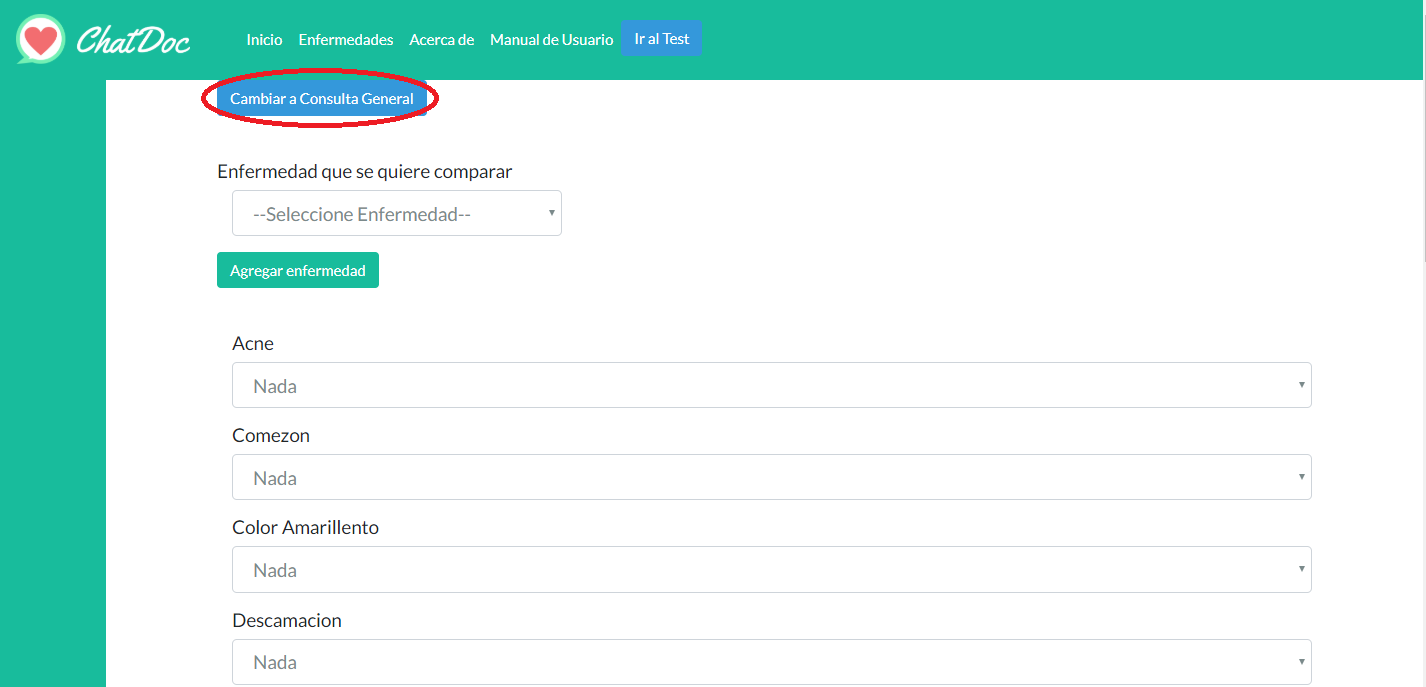 ChatDoc Inicio Enfermedades Acerca de Manual de Usuario Ir al Test
Cambiar a Consulta General
Enfermedad que se quiere comparar
--Seleccione Enfermedad--
Agregar enfermedad
Acne
Nada
Comezon
Nada
Color Amarillento
Nada
Descamacion
Nada